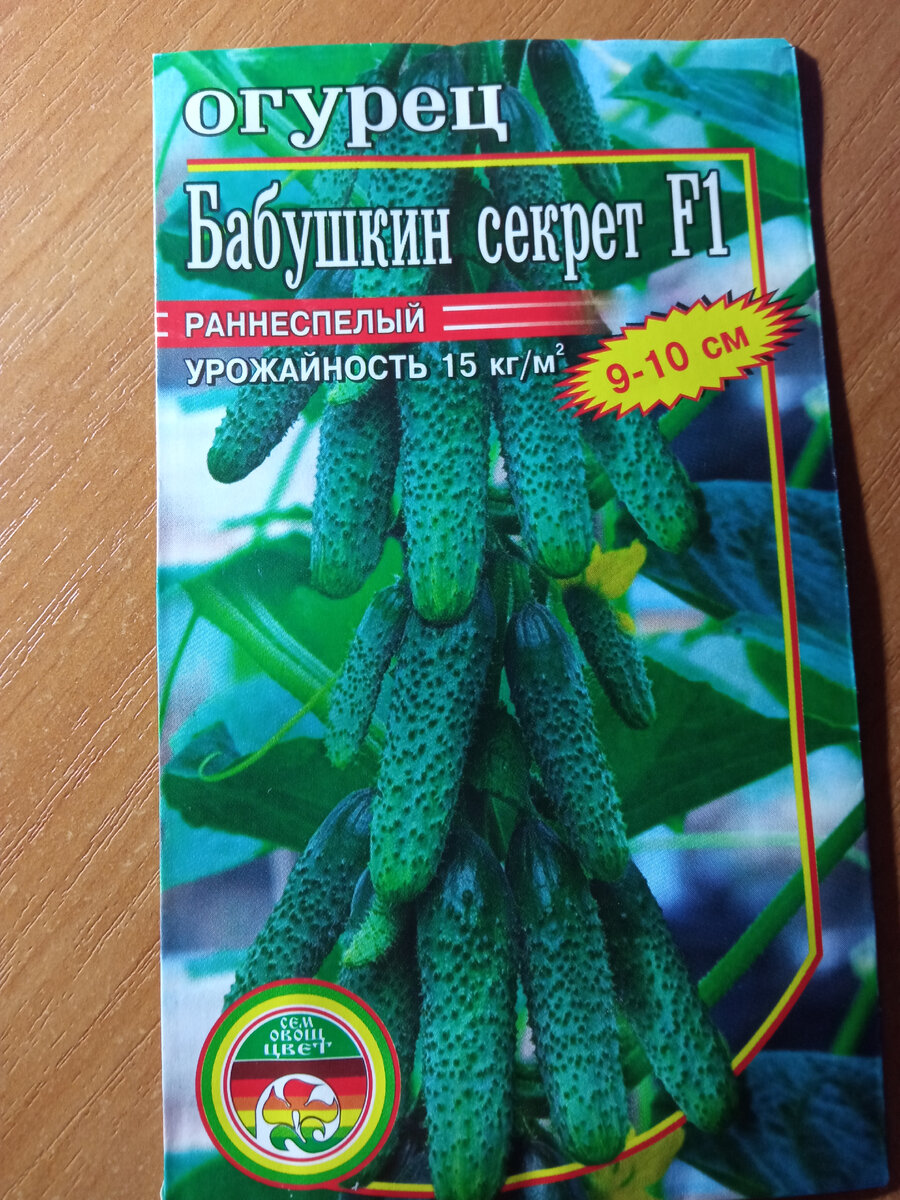 огурец
Бабушкин секрет F1
РАННЕСПЕЛЫЙ
УРОЖАЙНОСТЬ 15 кг/м²
9-10 см
СЕМ
ОВОЩ
ЦВЕТ